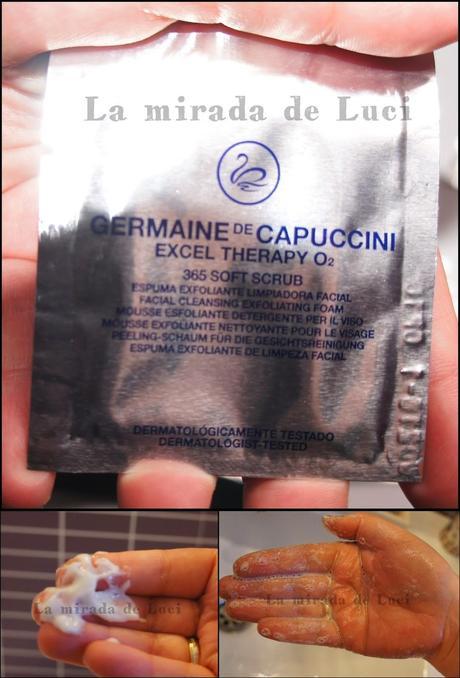 La mirada de Luci
GERMAINE DE CAPUCCINI
EXCEL THERAPY O2
365 SOFT SCRUB
ESPUMA EXFOLIANTE LIMPIADORA FACIAL
FACIAL CLEANSING EXFOLIATING FOAM
MOUSSE ESFOLIANTE DETERGENTE PER IL VISO
MOUSSE EXFOLIANTE NETTOYANTE POUR LE VISAGE
PEELING-SCHAUM FÜR DIE GESICHTSREINIGUNG
ESPUMA EXFOLIANTE DE LIMPEZA FACIAL
DERMATOLÓGICAMENTE TESTADO
DERMATOLOGIST-TESTED
La mirada de Luci
La mirada de Luci